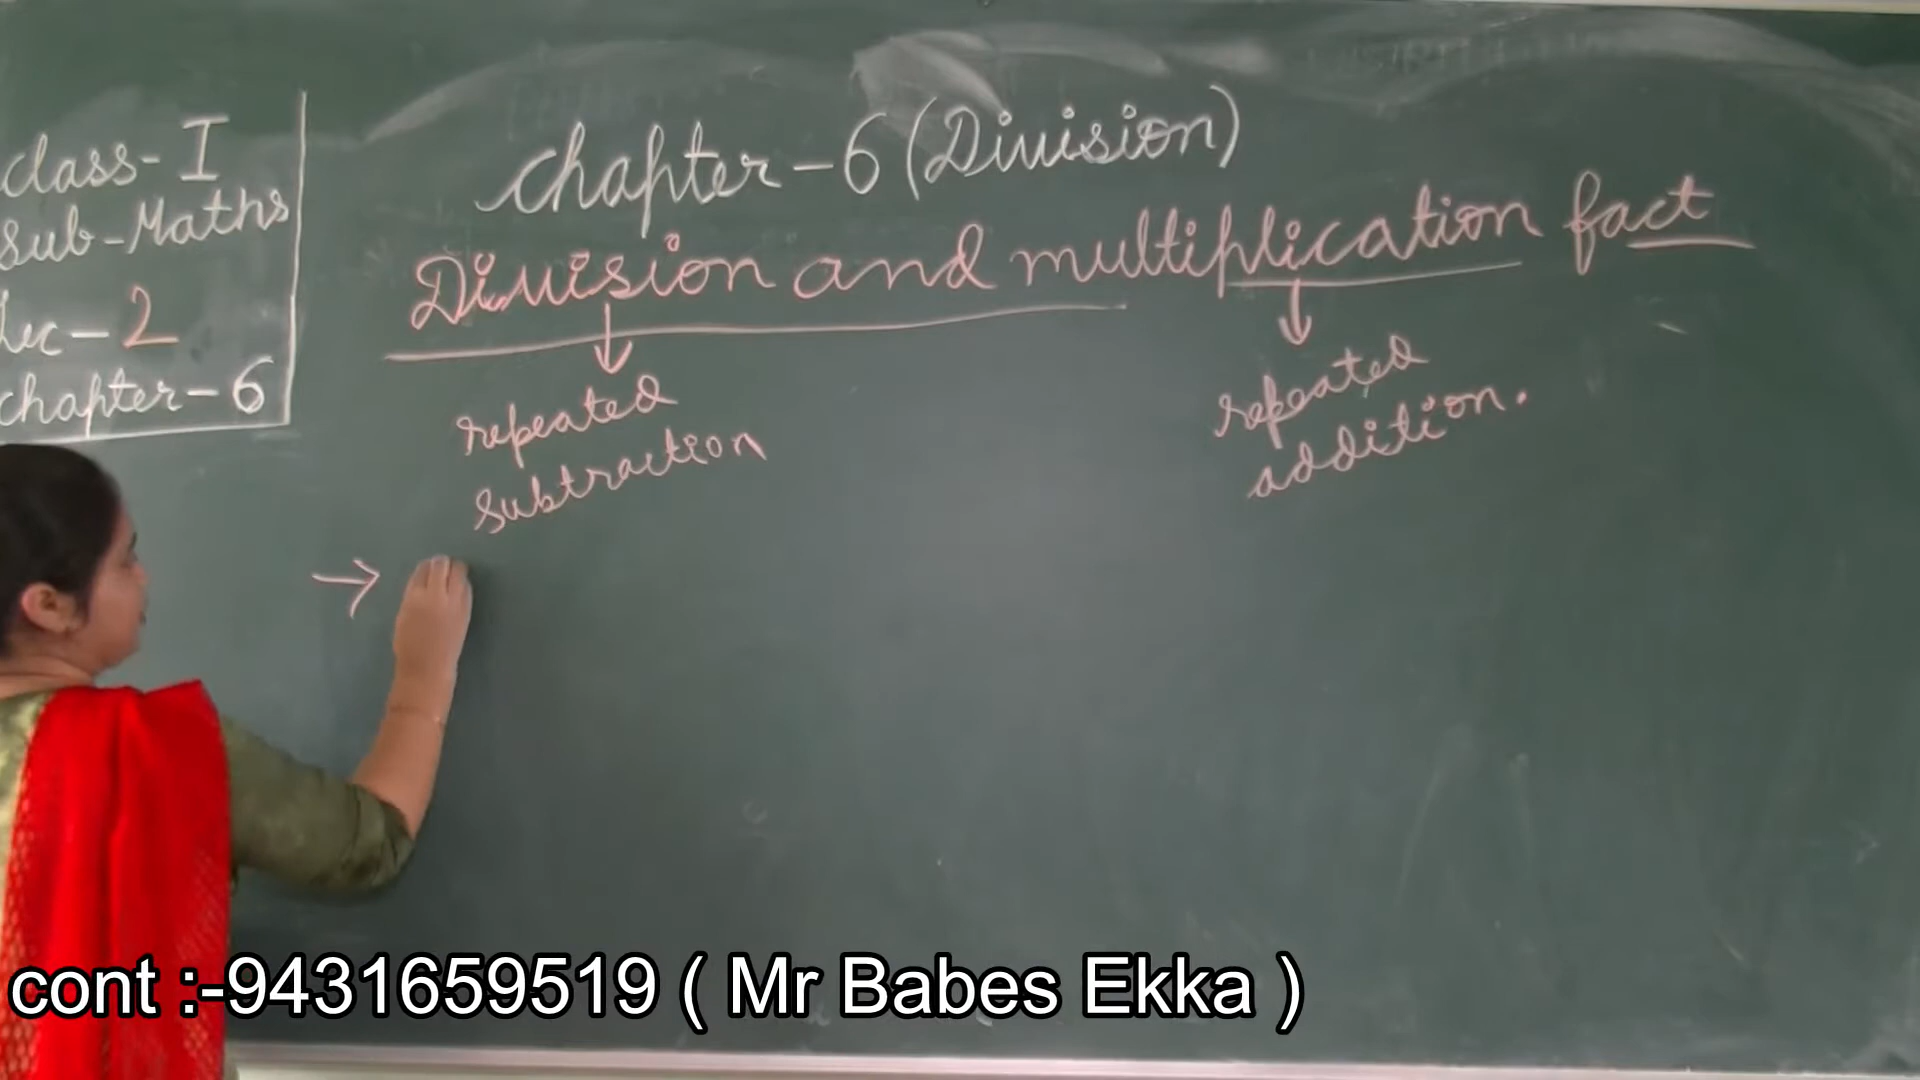 class-I
Sub-Maths
Lec-2
chapter-6
chapter-6 (Division)
Division and multiplication fact
repeated
subtraction
repeated
addition.
cont :-9431659519 ( Mr Babes Ekka )